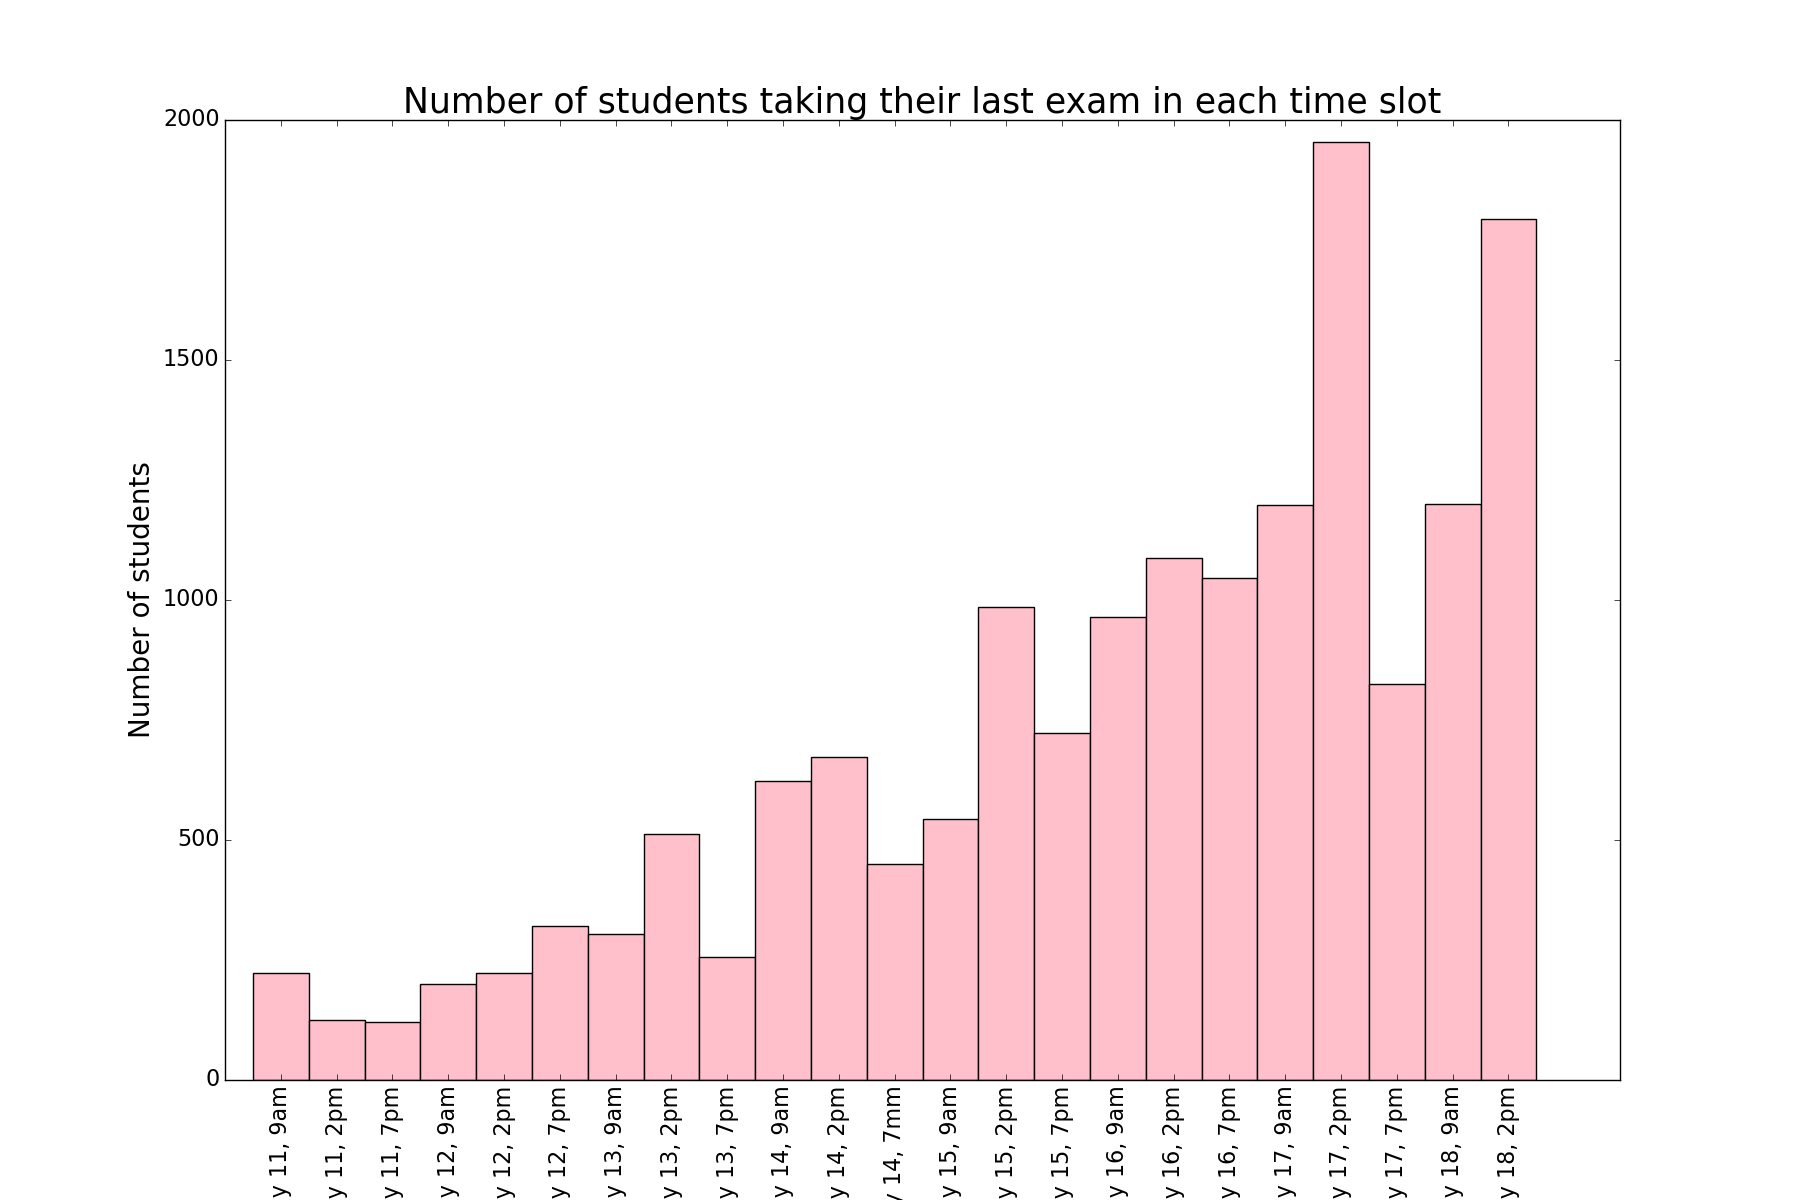 Number of students taking their last exam in each time slot
2000
1500
1000
500
0
Number of students
y 11, 9am
y 11, 2pm
y 11, 7pm
y 12, 9am
y 12, 2pm
y 12, 7pm
y 13, 9am
y 13, 2pm
y 13, 7pm
y 14, 9am
y 14, 2pm
y 14, 7mm
y 15, 9am
y 15, 2pm
y 15, 7pm
y 16, 9am
y 16, 2pm
y 16, 7pm
y 17, 9am
y 17, 2pm
y 17, 7pm
y 18, 9am
y 18, 2pm